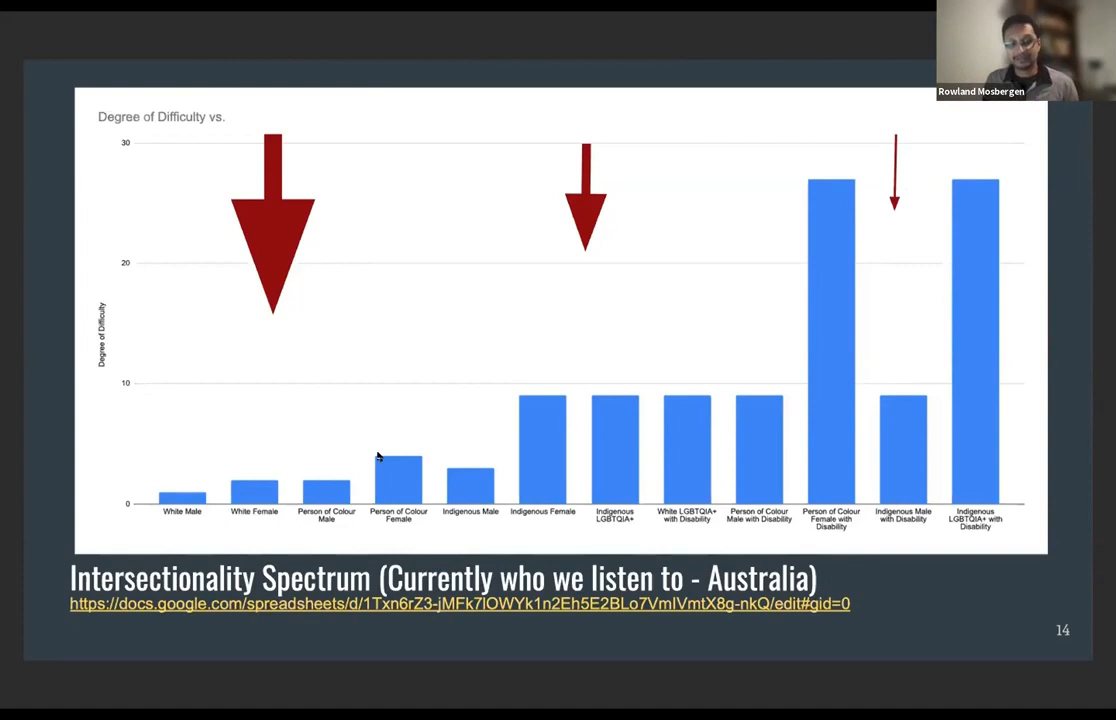 Rowland Mosbergen
Degree of Difficulty vs.
30
20
10
0
Degree of Difficulty
White Male
White Female
Person of Colour
Male
Person of Colour
Female
Indigenous Male
Indigenous Female
Indigenous
LGBTQIA+
White LGBTQIA+
with Disability
Person of Colour
Male with Disability
Person of Colour
Female with
Disability
Indigenous Male
with Disability
Indigenous
LGBTQIA+ with
Disability
Intersectionality Spectrum (Currently who we listen to - Australia)
https://docs.google.com/spreadsheets/d/1Txn6rZ3-jMFk7lOWYk1n2Eh5E2BLo7VmIVmtX8g-nkQ/edit#gid=0
14